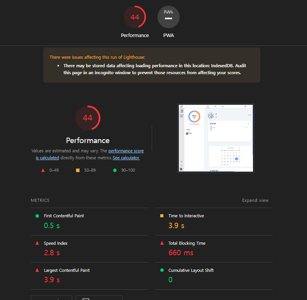 44
PWA
—
Performance
PWA
There were issues affecting this run of Lighthouse:
• There may be stored data affecting loading performance in this location: IndexedDB. Audit
this page in an incognito window to prevent those resources from affecting your scores.
44
Performance
Values are estimated and may vary. The performance score
is calculated directly from these metrics. See calculator.
0–49
50–89
90–100
METRICS
Expand view
First Contentful Paint
0.5 s
Time to Interactive
3.9 s
Speed Index
2.8 s
Total Blocking Time
660 ms
Largest Contentful Paint
3.9 s
Cumulative Layout Shift
0